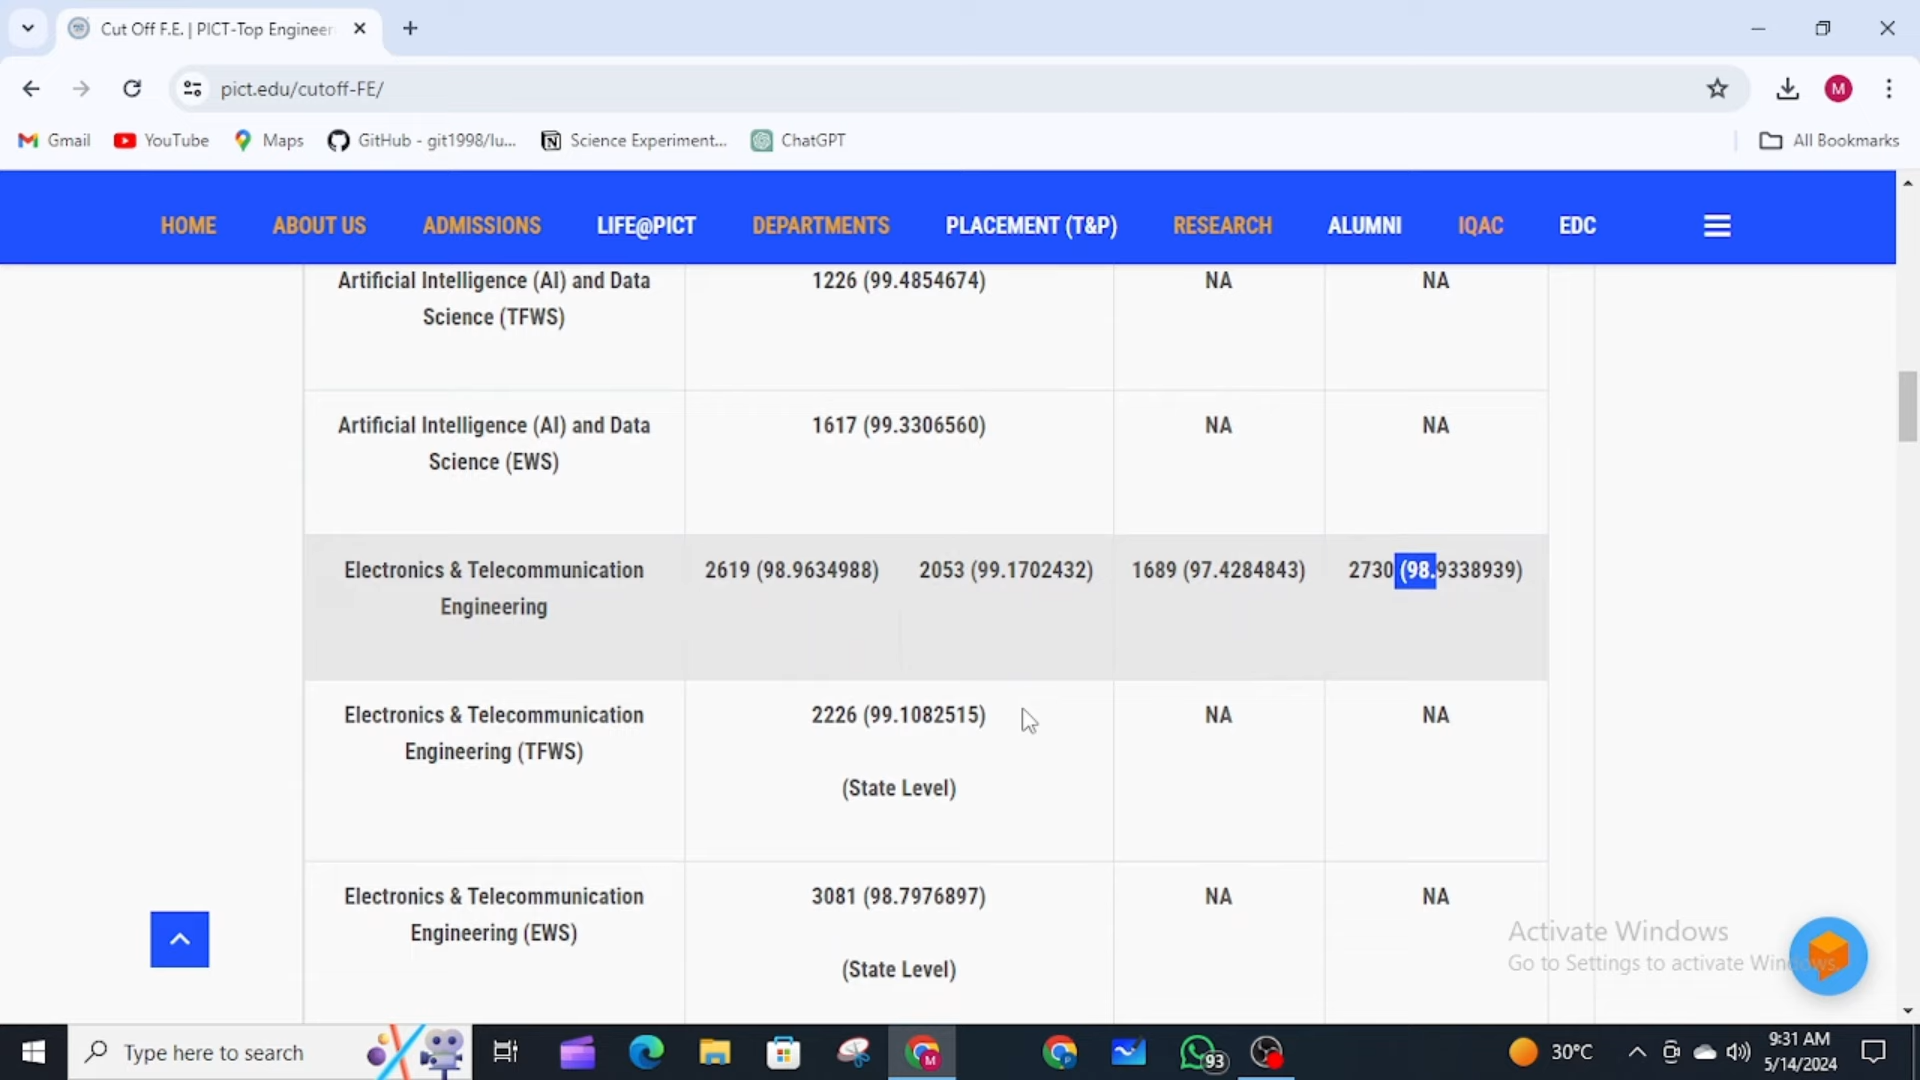 Cut Off F.E. | PICT-Top Engineer
pict.edu/cutoff-FE/
M
Gmail YouTube Maps GitHub - git1998/lu... Science Experiment... ChatGPT All Bookmarks
HOME ABOUT US ADMISSIONS LIFE@PICT DEPARTMENTS PLACEMENT (T&P) RESEARCH ALUMNI IQAC EDC
Artificial Intelligence (AI) and Data 1226 (99.4854674) NA NA
Science (TFWS)
Artificial Intelligence (AI) and Data 1617 (99.3306560) NA NA
Science (EWS)
Electronics & Telecommunication 2619 (98.9634988) 2053 (99.1702432) 1689 (97.4284843) 2730 (98.9338939)
Engineering
Electronics & Telecommunication 2226 (99.1082515) NA NA
Engineering (TFWS)
(State Level)
Electronics & Telecommunication 3081 (98.7976897) NA NA
Engineering (EWS)
(State Level)
Activate Windows
Go to Settings to activate Windows.
Type here to search
93
30°C
9:31 AM
5/14/2024